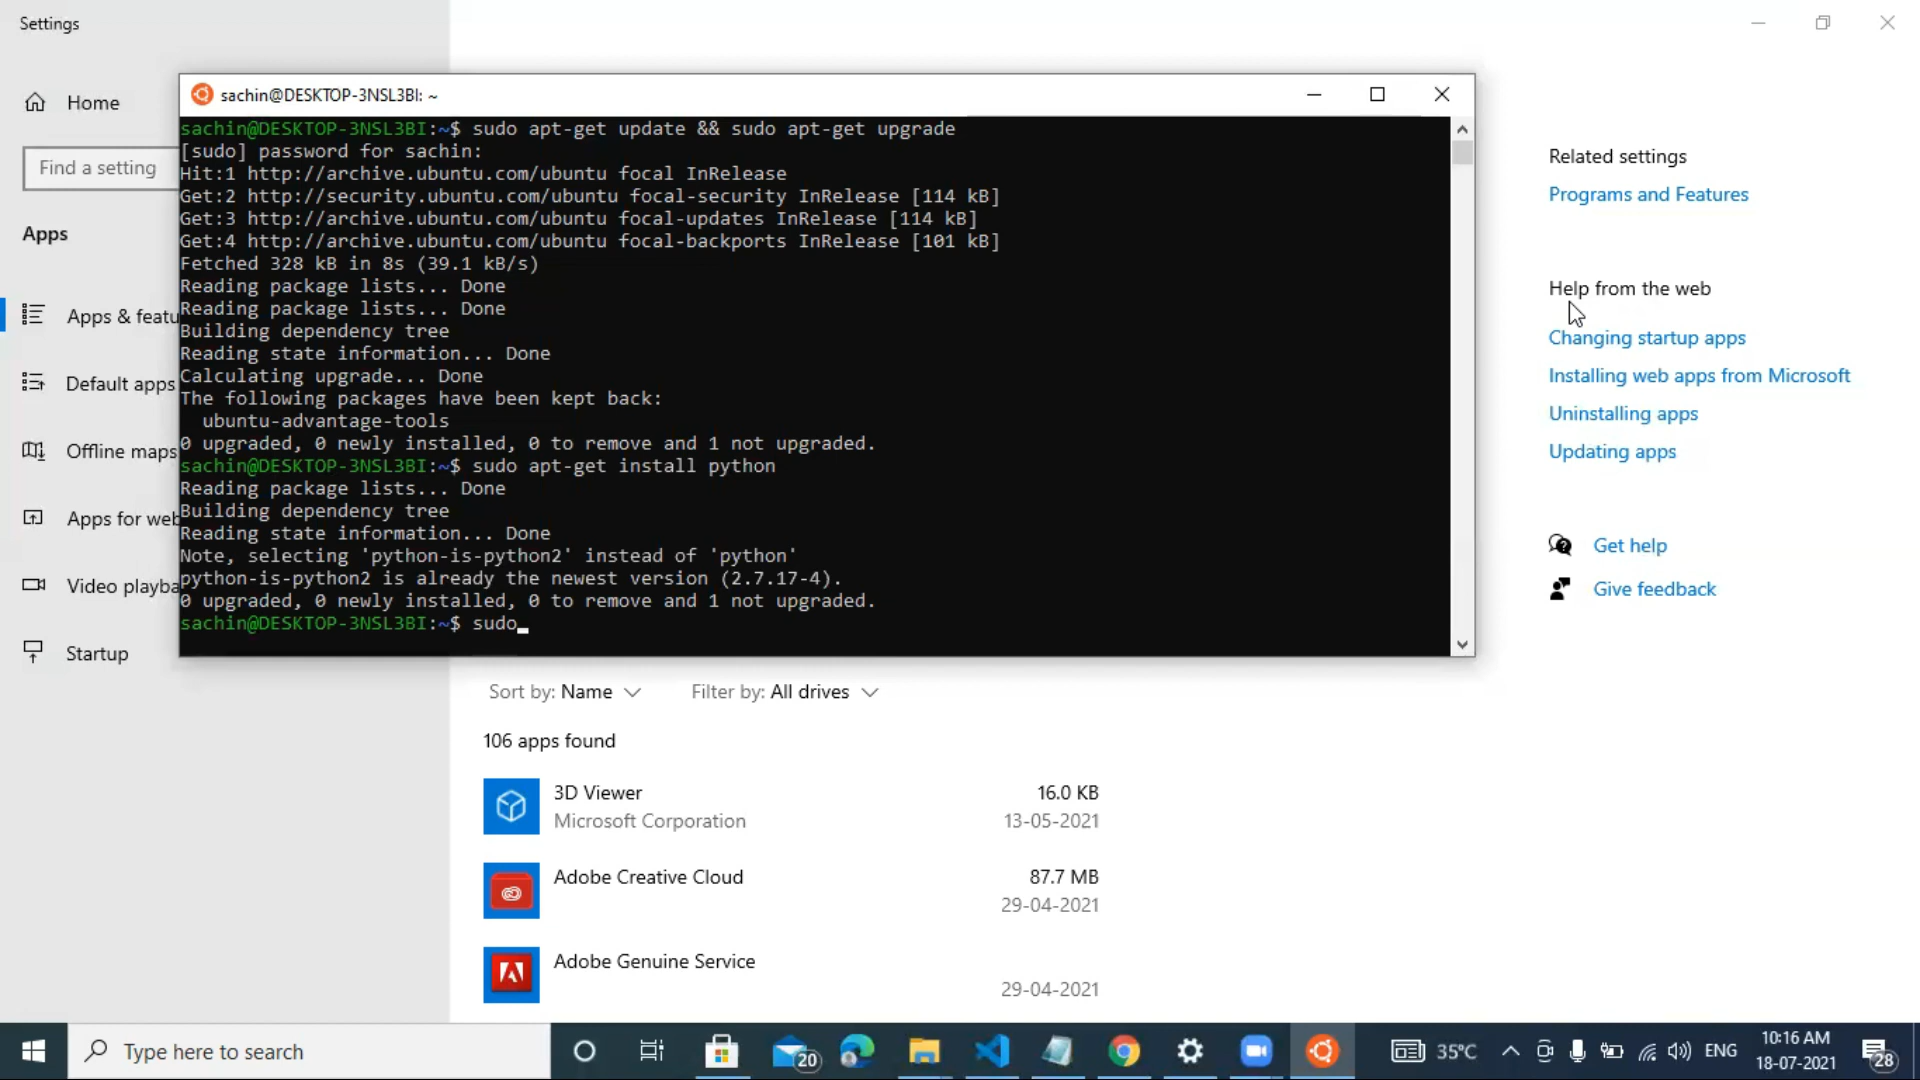 Settings
Home
Find a setting
Apps
Apps & featu
Default apps
Offline maps
Apps for web
Video playba
Startup
sachin@DESKTOP-3NSL3BI: ~
sachin@DESKTOP-3NSL3BI:~$ sudo apt-get update && sudo apt-get upgrade
[sudo] password for sachin:
Hit:1 http://archive.ubuntu.com/ubuntu focal InRelease
Get:2 http://security.ubuntu.com/ubuntu focal-security InRelease [114 kB]
Get:3 http://archive.ubuntu.com/ubuntu focal-updates InRelease [114 kB]
Get:4 http://archive.ubuntu.com/ubuntu focal-backports InRelease [101 kB]
Fetched 328 kB in 8s (39.1 kB/s)
Reading package lists... Done
Reading package lists... Done
Building dependency tree
Reading state information... Done
Calculating upgrade... Done
The following packages have been kept back:
ubuntu-advantage-tools
0 upgraded, 0 newly installed, 0 to remove and 1 not upgraded.
sachin@DESKTOP-3NSL3BI:~$ sudo apt-get install python
Reading package lists... Done
Building dependency tree
Reading state information... Done
Note, selecting 'python-is-python2' instead of 'python'
python-is-python2 is already the newest version (2.7.17-4).
0 upgraded, 0 newly installed, 0 to remove and 1 not upgraded.
sachin@DESKTOP-3NSL3BI:~$ sudo
Sort by: Name
Filter by: All drives
106 apps found
3D Viewer
16.0 KB
Microsoft Corporation
13-05-2021
Adobe Creative Cloud
87.7 MB
29-04-2021
Adobe Genuine Service
29-04-2021
Related settings
Programs and Features
Help from the web
Changing startup apps
Installing web apps from Microsoft
Uninstalling apps
Updating apps
Get help
Give feedback
Type here to search
20
35°C
ENG
10:16 AM
18-07-2021
28